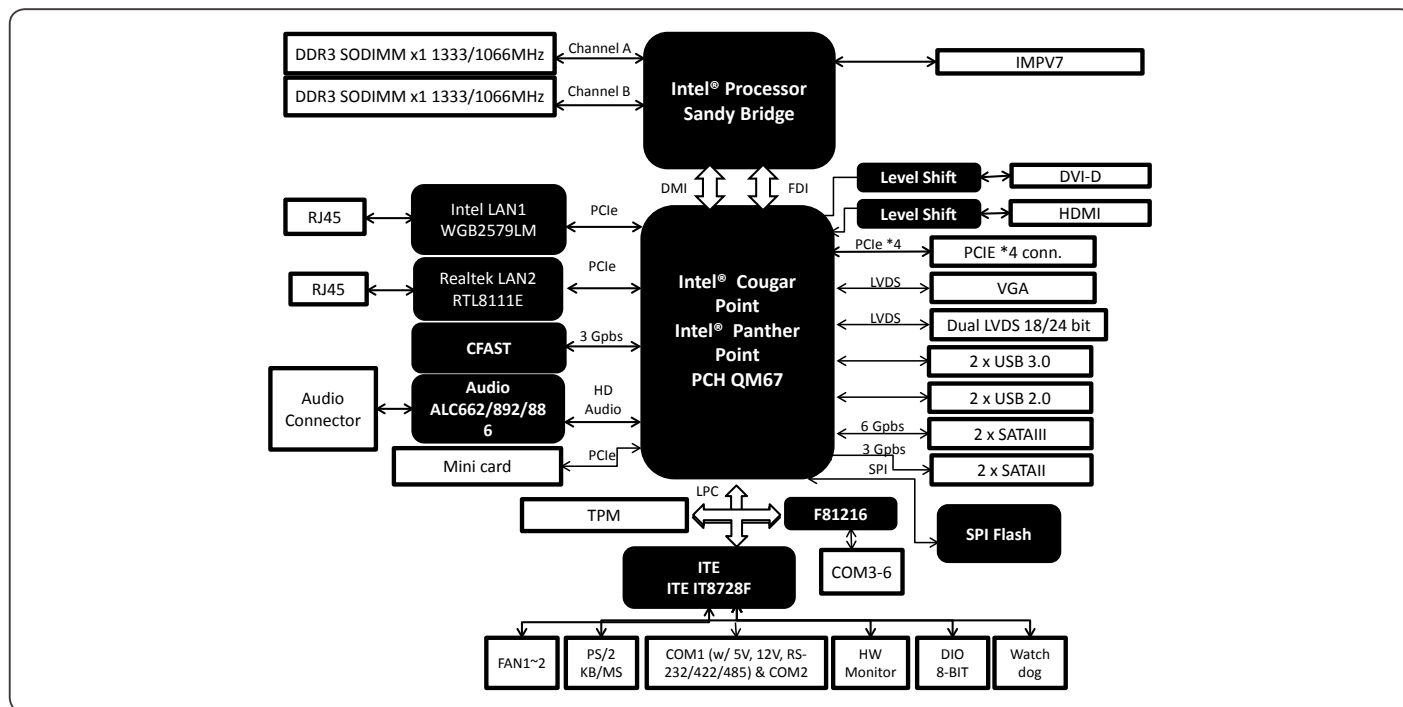 DDR3 SODIMM x1 1333/1066MHz
Channel A
DDR3 SODIMM x1 1333/1066MHz
Channel B
Intel® Processor
Sandy Bridge
IMPV7
DMI
FDI
Level Shift
DVI-D
Level Shift
HDMI
RJ45
Intel LAN1
WGB2579LM
PCIe
RJ45
Realtek LAN2
RTL8111E
PCIe
CFAST
3 Gpbs
Audio
Connector
Audio
ALC662/892/88
6
HD
Audio
Mini card
PCIe
Intel® Cougar
Point
Intel® Panther
Point
PCH QM67
PCIe *4
PCIE *4 conn.
LVDS
VGA
LVDS
Dual LVDS 18/24 bit
2 x USB 3.0
2 x USB 2.0
6 Gpbs
2 x SATAIII
3 Gpbs
2 x SATAII
SPI
SPI Flash
LPC
TPM
F81216
COM3-6
ITE
ITE IT8728F
FAN1~2
PS/2
KB/MS
COM1 (w/ 5V, 12V, RS-
232/422/485) & COM2
HW
Monitor
DIO
8-BIT
Watch
dog